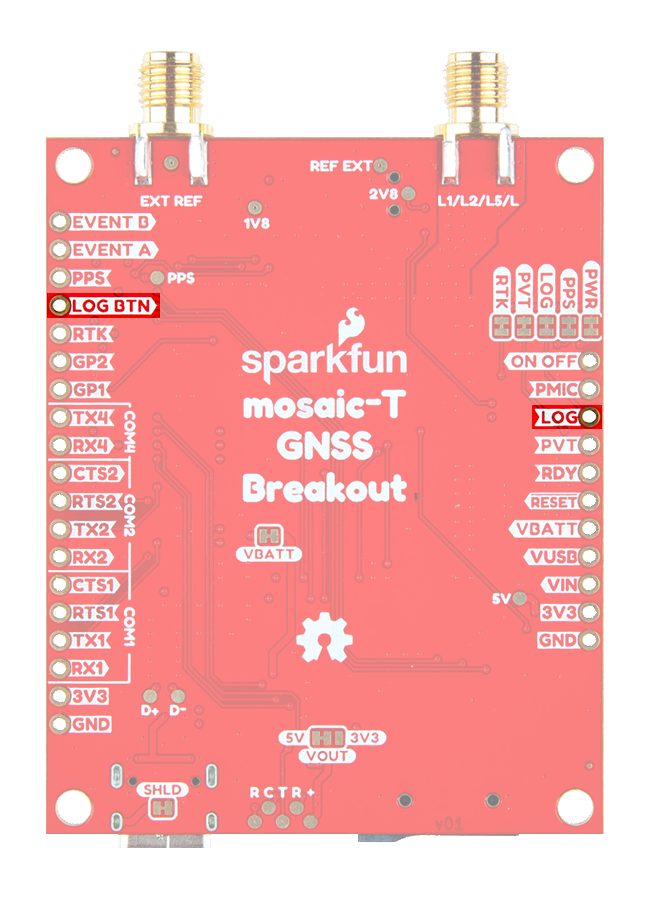 REF EXT
2V8
EXT REF
L1/L2/L5/L
1V8
EVENT B
EVENT A
PPS
PPS
LOG BTN
RTK
GP2
GP1
TX4
RX4
COM4
CTS2
RTS2
TX2
RX2
COM2
CTS1
RTS1
TX1
RX1
COM1
3V3
GND
sparkfun
mosaic-T
GNSS
Breakout
VBATT
RTK
PVT
LOG
PPS
PWR
ON OFF
PMIC
LOG
PVT
RDY
RESET
VBATT
VUSB
VIN
5V
3V3
GND
D+ D-
5V 3V3
VOUT
SHLD
R C T R +
v01